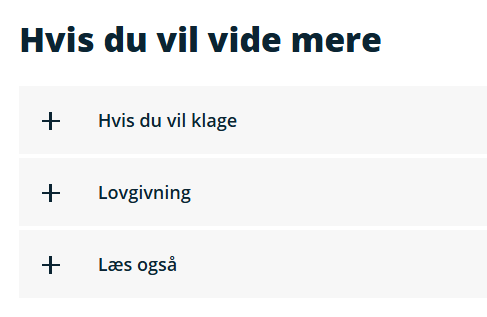 Hvis du vil vide mere
Hvis du vil klage
Lovgivning
Læs også